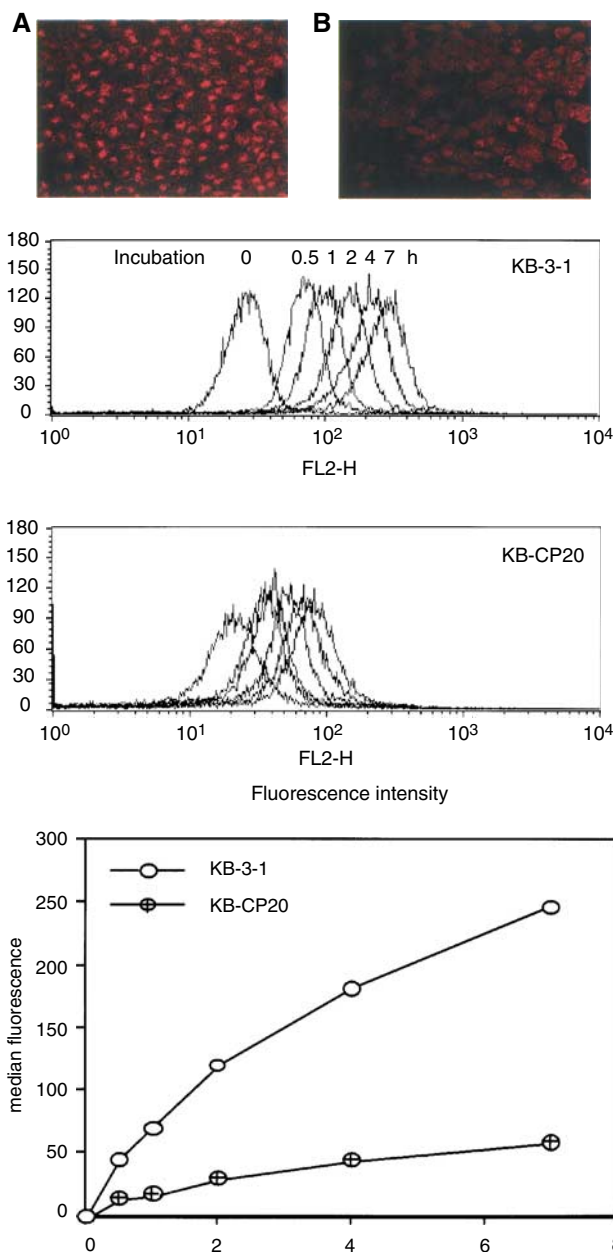 A B
180
150
120
90
60
30
0
Incubation 0 0.5 1 2 4 7 h
KB-3-1
10⁰ 10¹ 10² 10³ 10⁴
FL2-H
180
150
120
90
60
30
0
KB-CP20
10⁰ 10¹ 10² 10³ 10⁴
FL2-H
Fluorescence intensity
300
250
200
150
100
50
0
median fluorescence
KB-3-1
KB-CP20
0 2 4 6 8